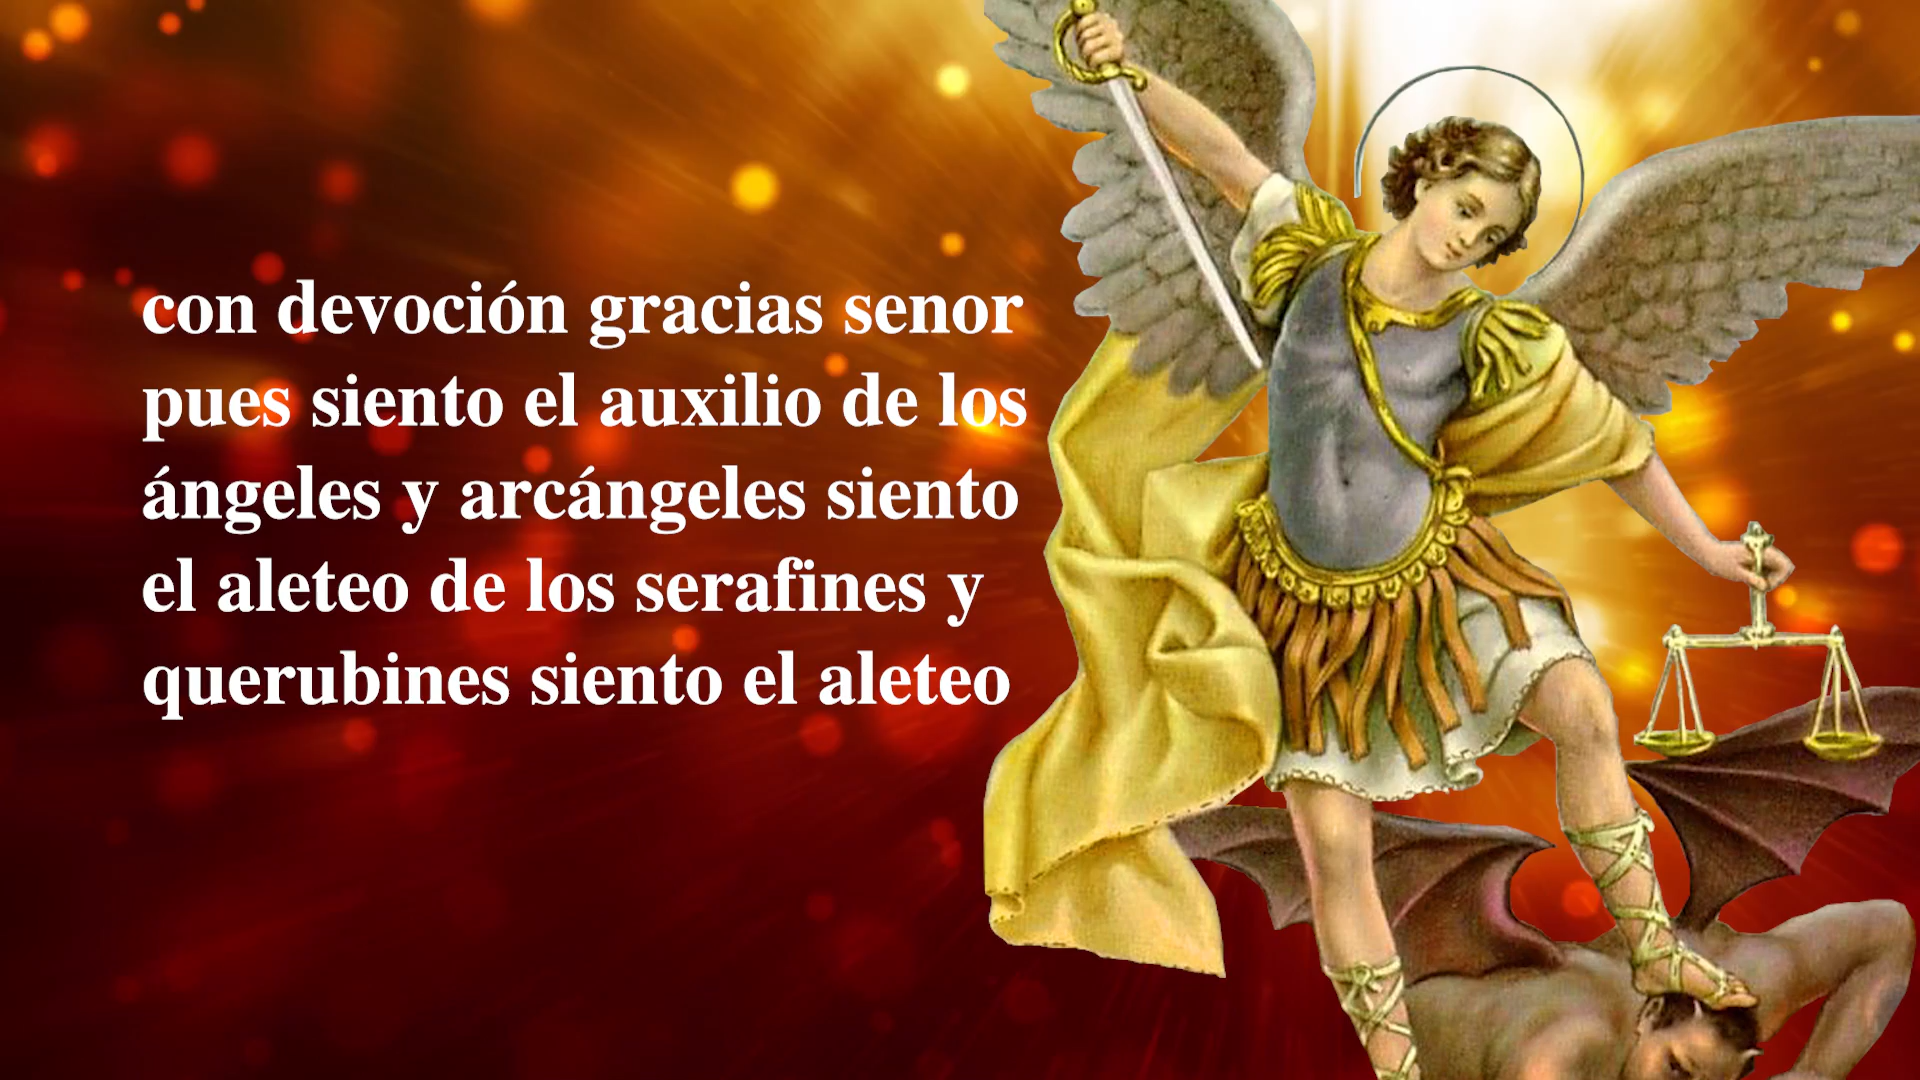 con devoción gracias senor
pues siento el auxilio de los
ángeles y arcángeles siento
el aleteo de los serafines y
querubines siento el aleteo